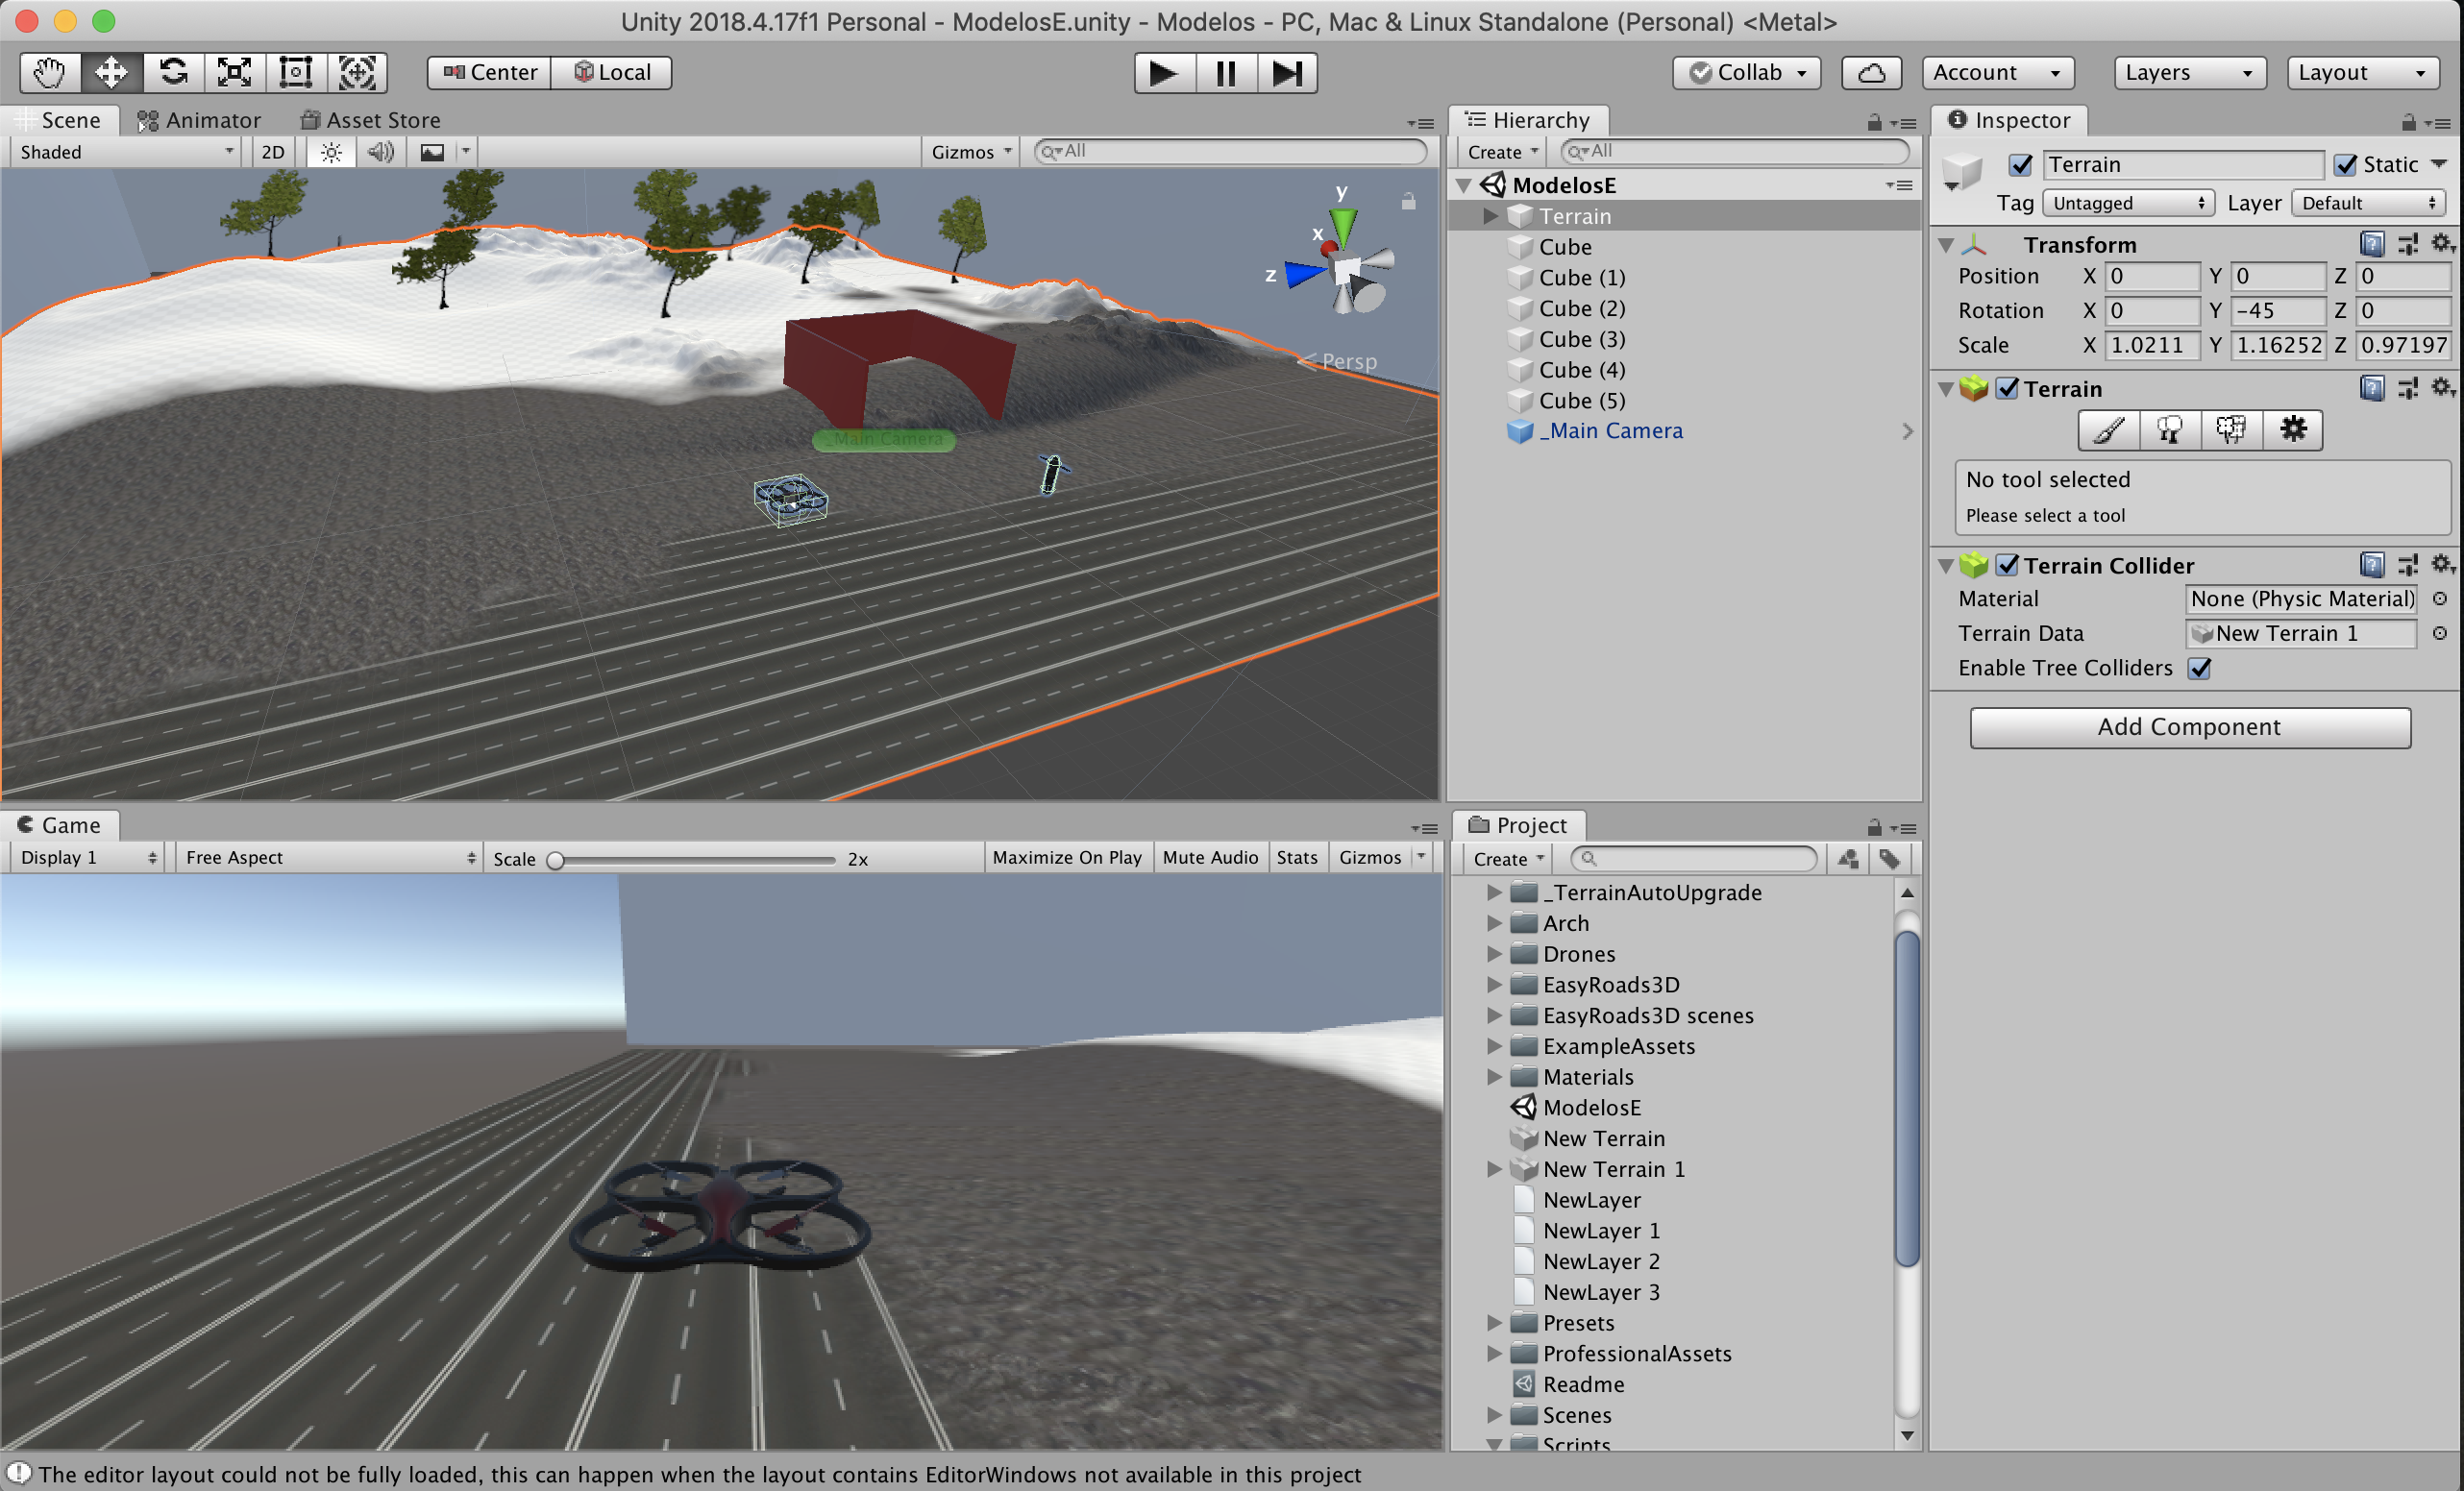 Unity 2018.4.17f1 Personal - ModelosE.unity - Modelos - PC, Mac & Linux Standalone (Personal) <Metal>
Center Local Collab Account Layers Layout
Scene Animator Asset Store
Shaded 2D Gizmos All
y
x
z
Persp
_Main Camera
Hierarchy
Create All
ModelosE
Terrain
Cube
Cube (1)
Cube (2)
Cube (3)
Cube (4)
Cube (5)
_Main Camera
Inspector
Terrain Static
Tag Untagged Layer Default
Transform
Position X 0 Y 0 Z 0
Rotation X 0 Y -45 Z 0
Scale X 1.0211 Y 1.16252 Z 0.97197
Terrain
No tool selected
Please select a tool
Terrain Collider
Material None (Physic Material)
Terrain Data New Terrain 1
Enable Tree Colliders
Add Component
Game
Display 1 Free Aspect Scale 2x Maximize On Play Mute Audio Stats Gizmos
Project
Create
_TerrainAutoUpgrade
Arch
Drones
EasyRoads3D
EasyRoads3D scenes
ExampleAssets
Materials
ModelosE
New Terrain
New Terrain 1
NewLayer
NewLayer 1
NewLayer 2
NewLayer 3
Presets
ProfessionalAssets
Readme
Scenes
Scripts
The editor layout could not be fully loaded, this can happen when the layout contains EditorWindows not available in this project